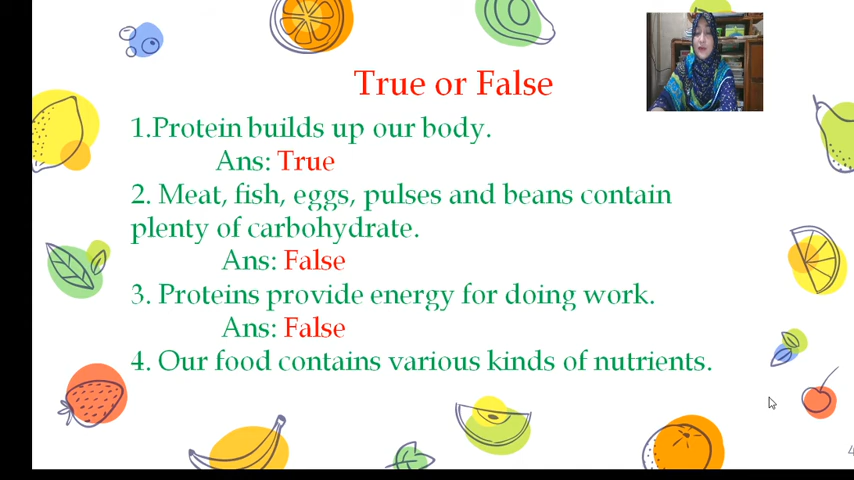 True or False
1.Protein builds up our body.
Ans: True
2. Meat, fish, eggs, pulses and beans contain
plenty of carbohydrate.
Ans: False
3. Proteins provide energy for doing work.
Ans: False
4. Our food contains various kinds of nutrients.
4